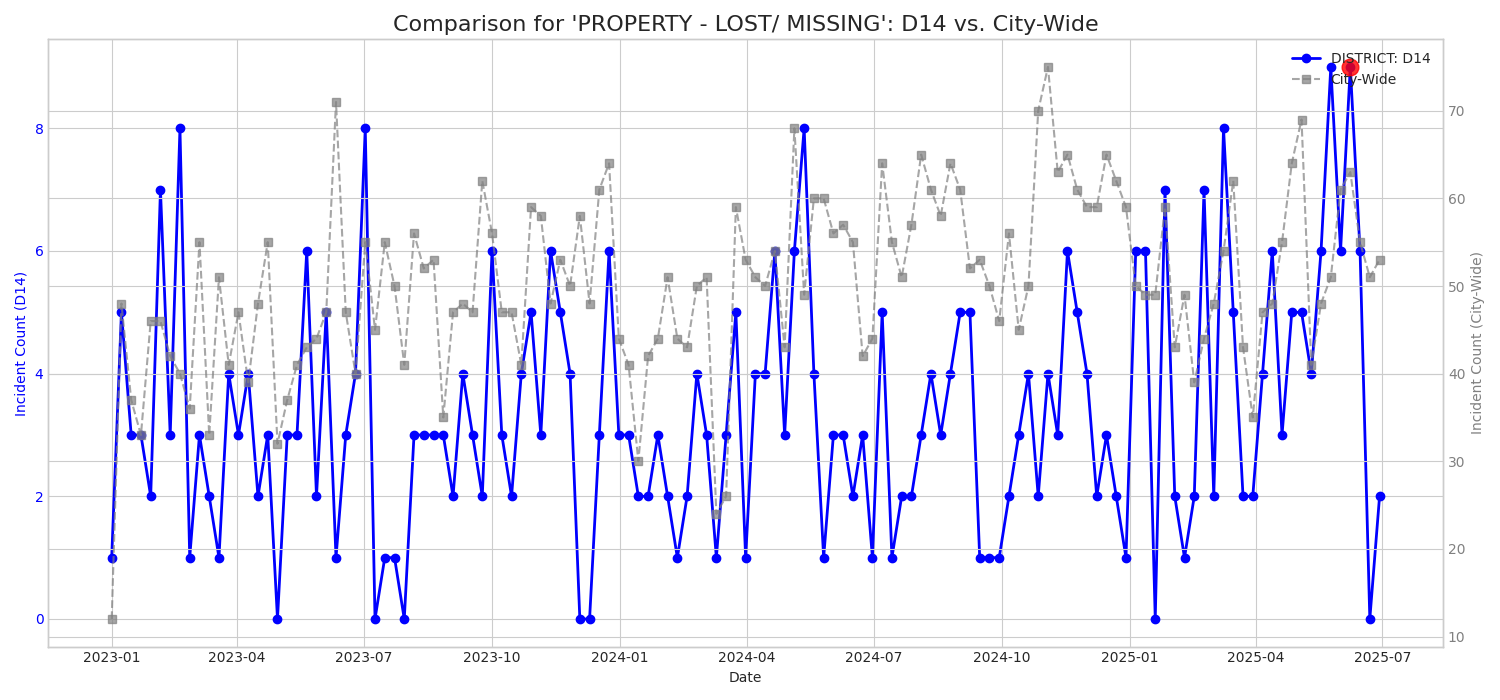 Comparison for 'PROPERTY - LOST/ MISSING': D14 vs. City-Wide
DISTRICT: D14
City-Wide
Incident Count (D14)
8
6
4
2
0
70
60
50
40
30
20
10
Incident Count (City-Wide)
2023-01 2023-04 2023-07 2023-10 2024-01 2024-04 2024-07 2024-10 2025-01 2025-04 2025-07
Date